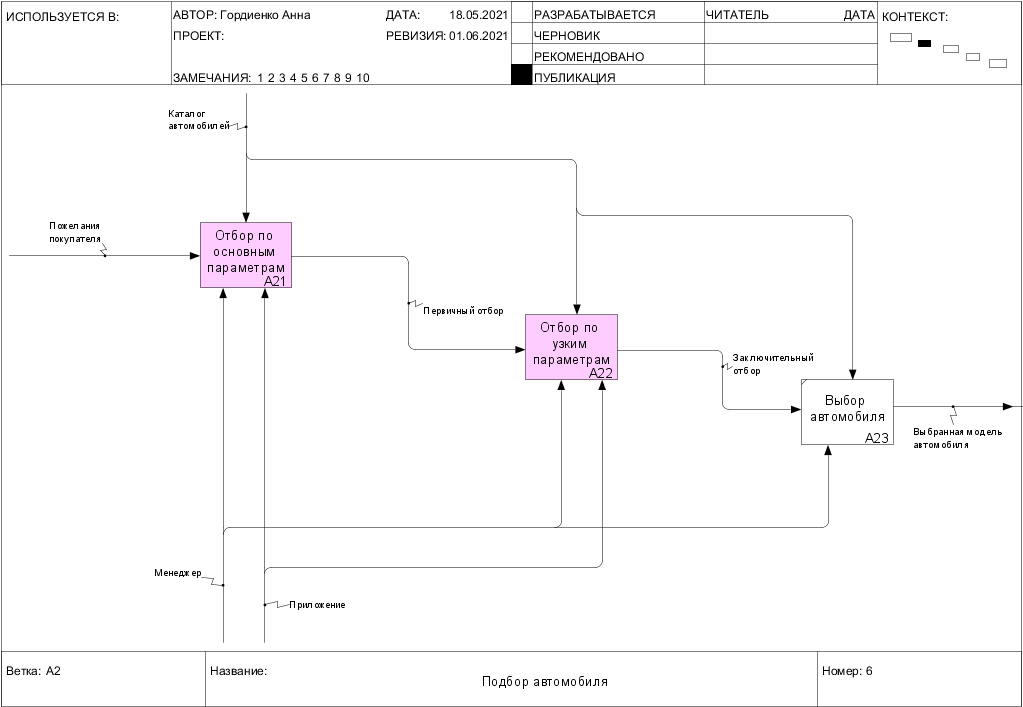 ИСПОЛЬЗУЕТСЯ В:
АВТОР: Гордиенко Анна
ДАТА: 18.05.2021
РАЗРАБАТЫВАЕТСЯ
ЧИТАТЕЛЬ
ДАТА
КОНТЕКСТ:
ПРОЕКТ:
РЕВИЗИЯ: 01.06.2021
ЧЕРНОВИК
РЕКОМЕНДОВАНО
ЗАМЕЧАНИЯ: 1 2 3 4 5 6 7 8 9 10
ПУБЛИКАЦИЯ
Каталог
автомобилей
Пожелания
покупателя
Отбор по
основным
параметрам
A21
Первичный отбор
Отбор по
узким
параметрам
A22
Заключительный
отбор
Выбор
автомобиля
A23
Выбранная модель
автомобиля
Менеджер
Приложение
Ветка: A2
Название:
Подбор автомобиля
Номер: 6